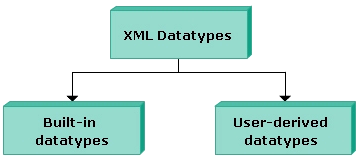 XML Datatypes
Built-in
datatypes
User-derived
datatypes